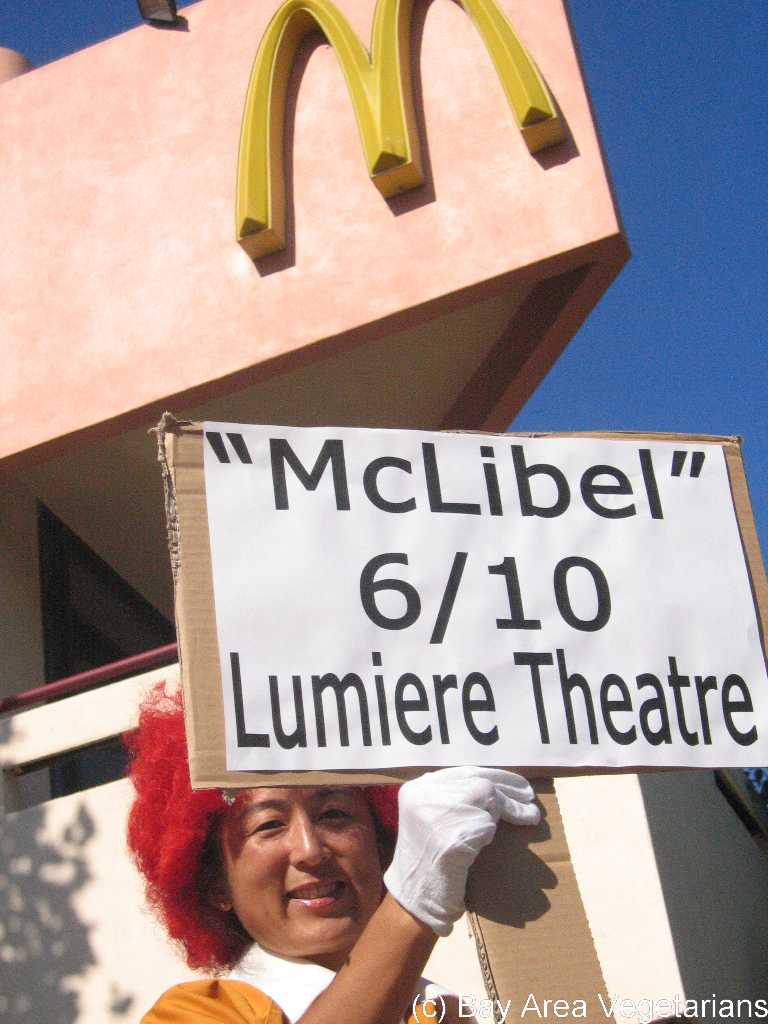 "McLibel"
6/10
Lumiere Theatre
(c) Bay Area Vegetarians